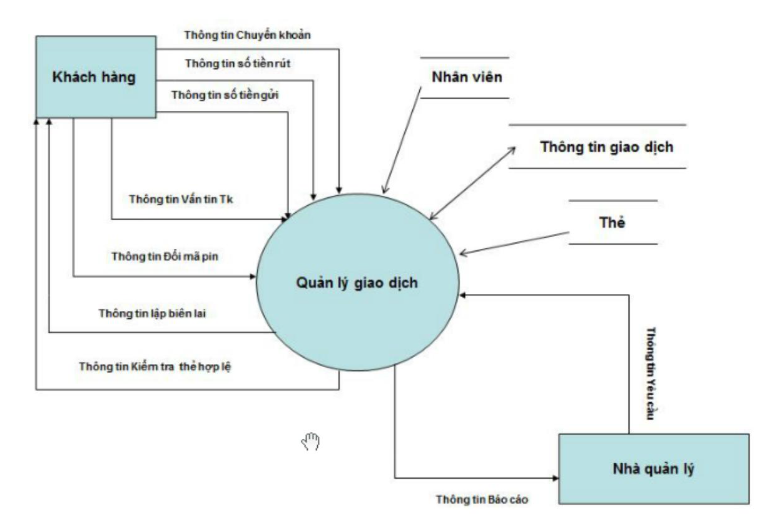 Thông tin Chuyển khoản
Khách hàng
Thông tin số tiền rút
Nhân viên
Thông tin số tiền gửi
Thông tin giao dịch
Thông tin Vấn tin Tk
Thẻ
Thông tin Đổi mã pin
Quản lý giao dịch
Thông tin lập biên lai
Thông tin Yêu cầu
Thông tin Kiểm tra thẻ hợp lệ
Nhà quản lý
Thông tin Báo cáo